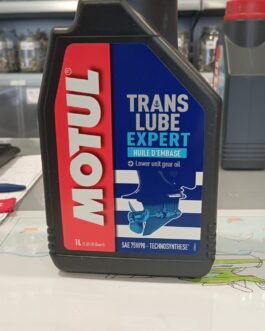 MOTUL®
TRANS
LUBE
EXPERT
HUILE D'EMBASE
Lower unit gear oil
1L
SAE 75W90 - TECHNOSYNTHESE®